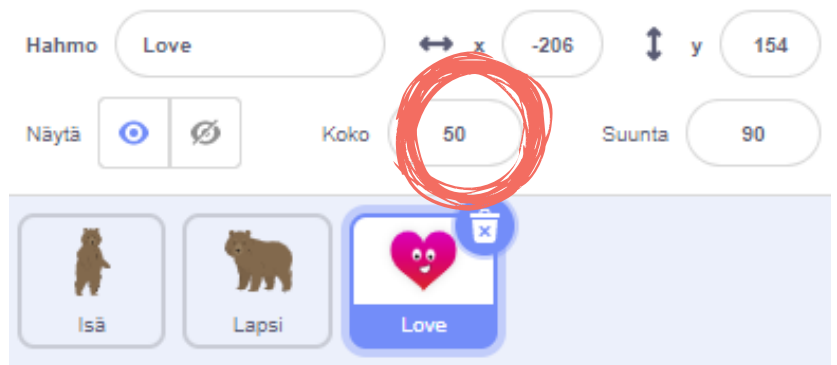 Hahmo Love x -206 y 154
Näytä Koko 50 Suunta 90
Isä Lapsi Love